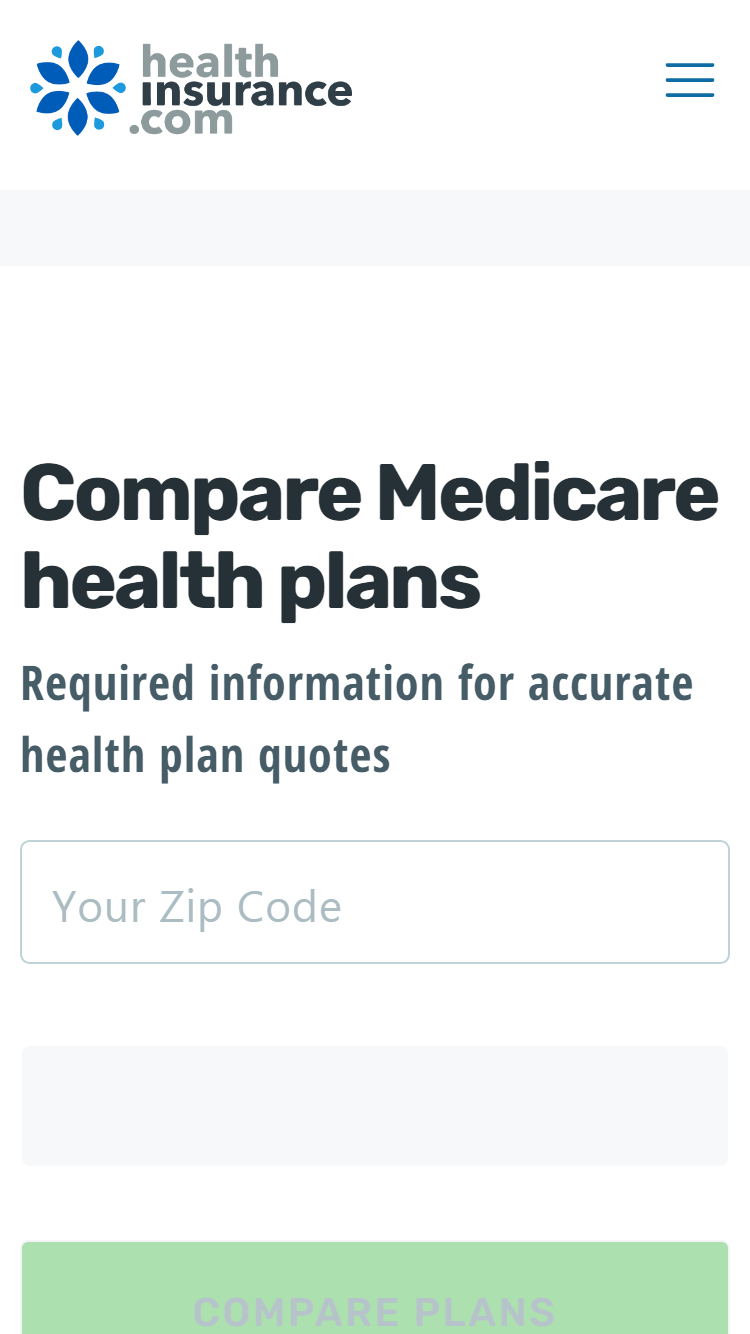 health
insurance
.com
Compare Medicare
health plans
Required information for accurate
health plan quotes
Your Zip Code
COMPARE PLANS